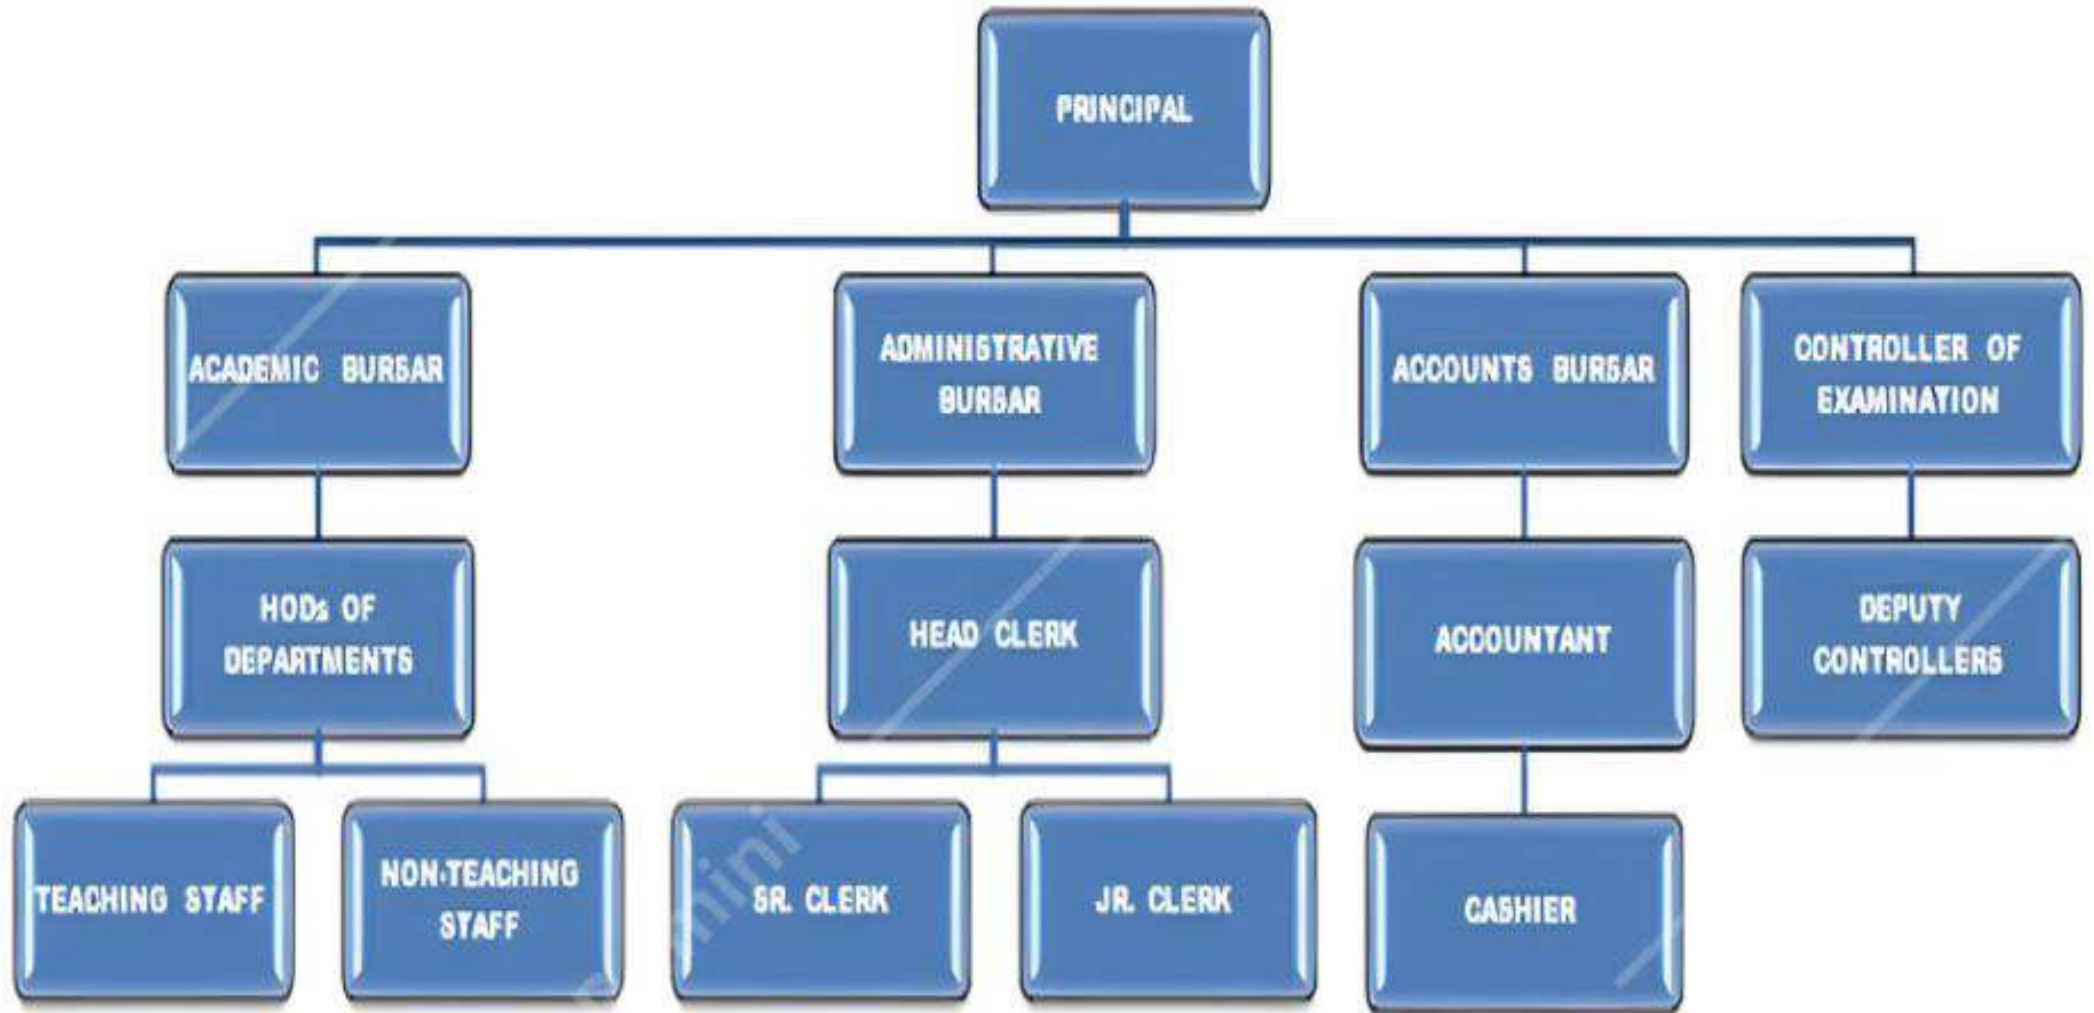 PRINCIPAL
ACADEMIC BURSAR
ADMINISTRATIVE
BURSAR
ACCOUNTS BURSAR
CONTROLLER OF
EXAMINATION
HODs OF
DEPARTMENTS
HEAD CLERK
ACCOUNTANT
DEPUTY
CONTROLLERS
TEACHING STAFF
NON-TEACHING
STAFF
SR. CLERK
JR. CLERK
CASHIER